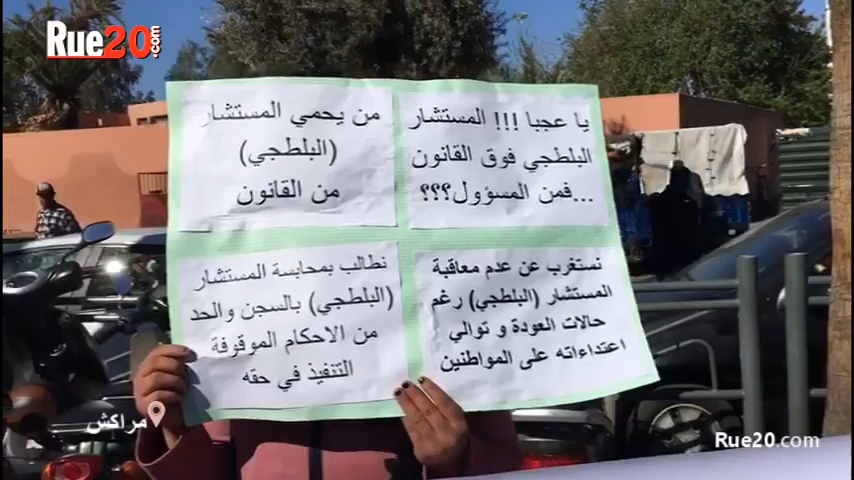 Rue20.com
يا عجبا !!! المستشار
البلطجي فوق القانون
...فمن المسؤول؟؟؟
من يحمي المستشار
(البلطجي)
من القانون
نستغرب عن عدم معاقبة
المستشار (البلطجي) رغم
حالات العودة و توالي
اعتداءاته على المواطنين
نطالب بمحابسة المستشار
(البلطجي) بالسجن والحد
من الاحكام الموقوفة
التنفيذ في حقه
مراكش
Rue20.com